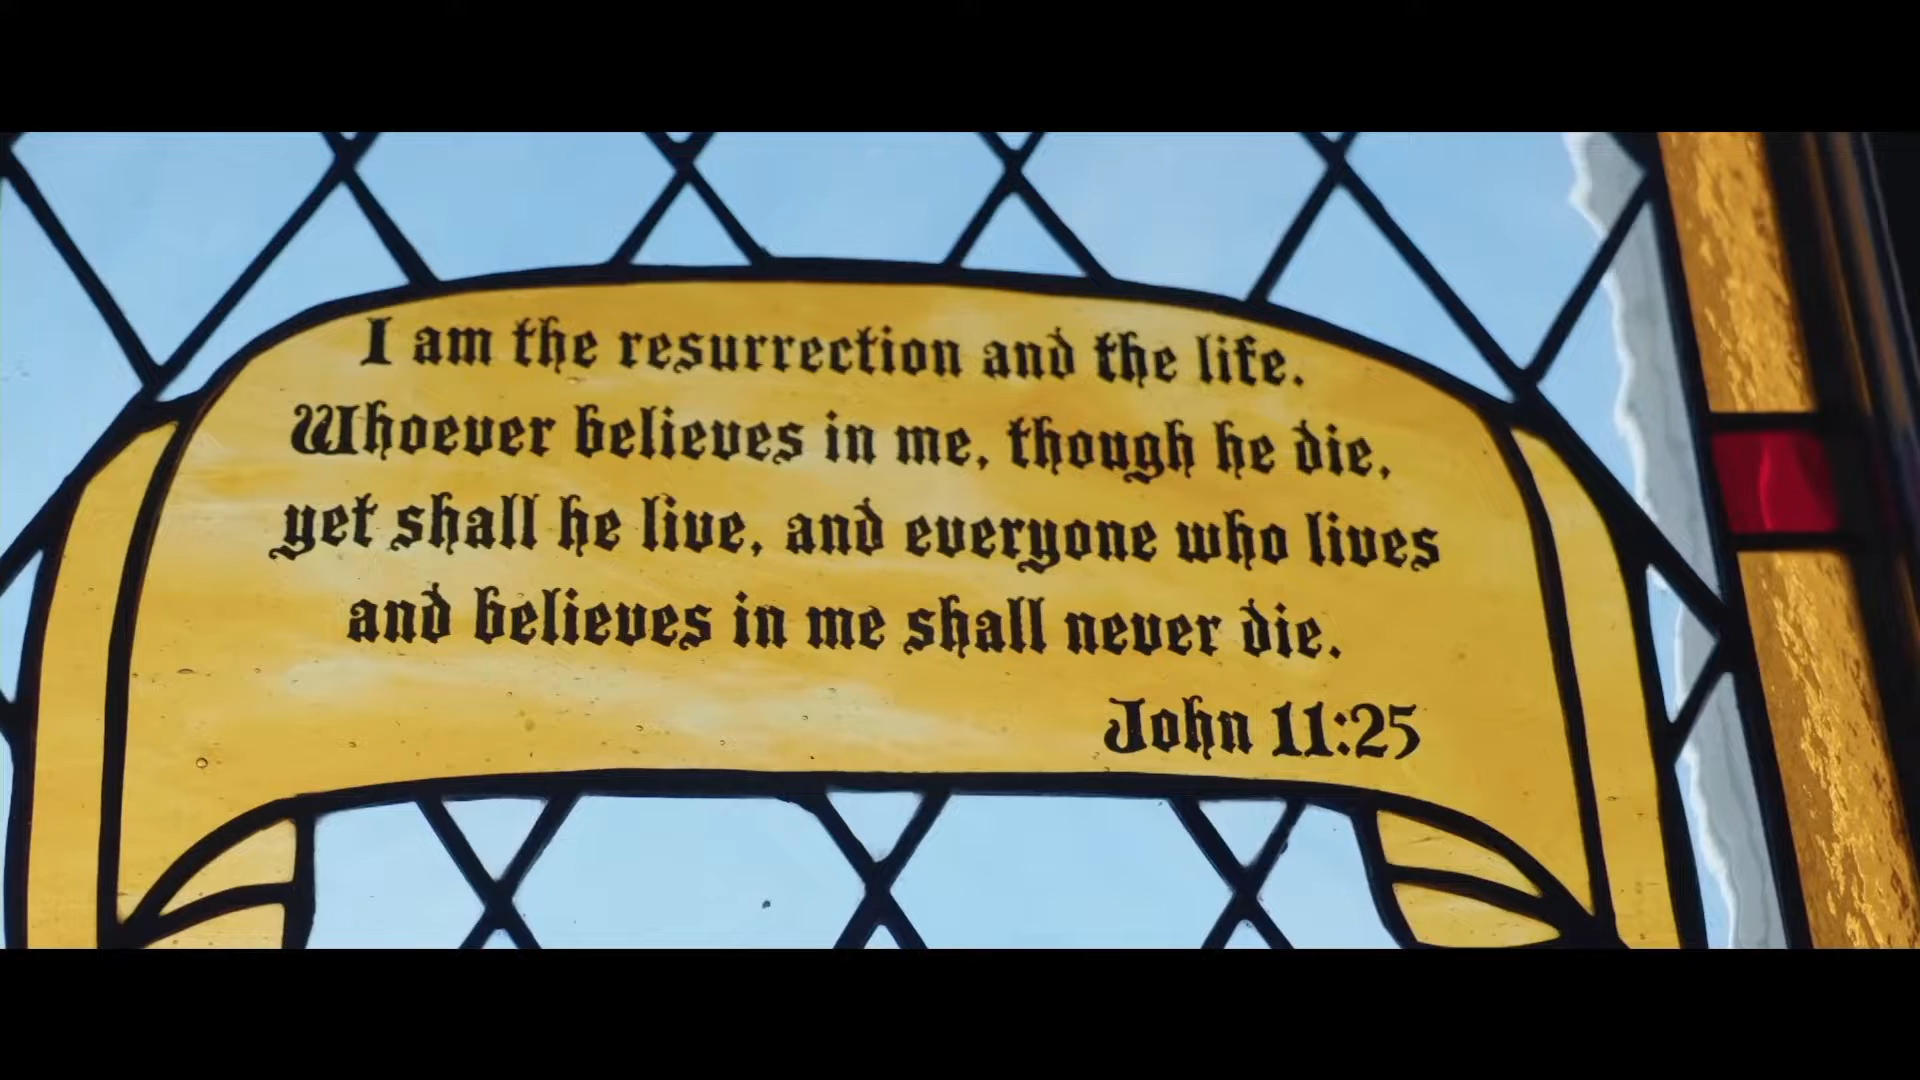 I am the resurrection and the life.
Whoever believes in me, though he die,
yet shall he live, and everyone who lives
and believes in me shall never die.
John 11:25